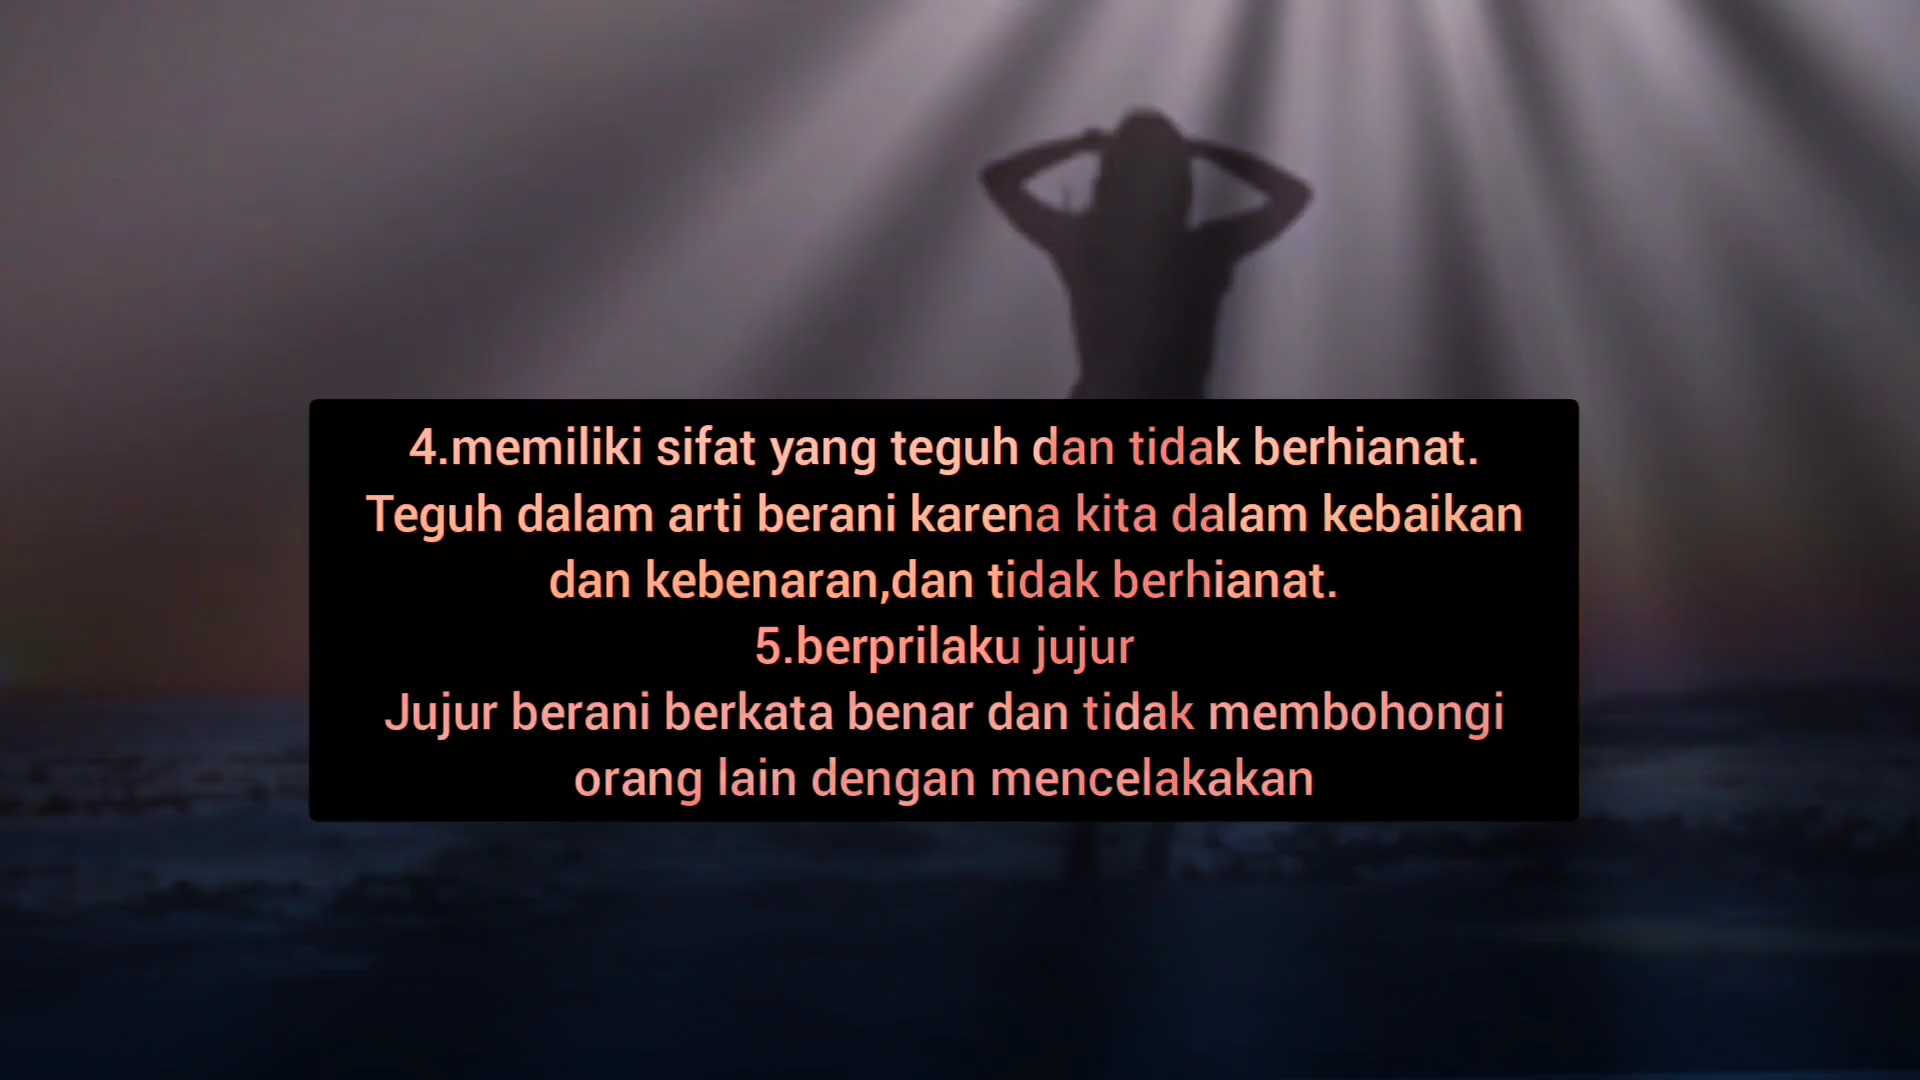 4.memiliki sifat yang teguh dan tidak berhianat.
Teguh dalam arti berani karena kita dalam kebaikan
dan kebenaran,dan tidak berhianat.
5.berprilaku jujur
Jujur berani berkata benar dan tidak membohongi
orang lain dengan mencelakakan